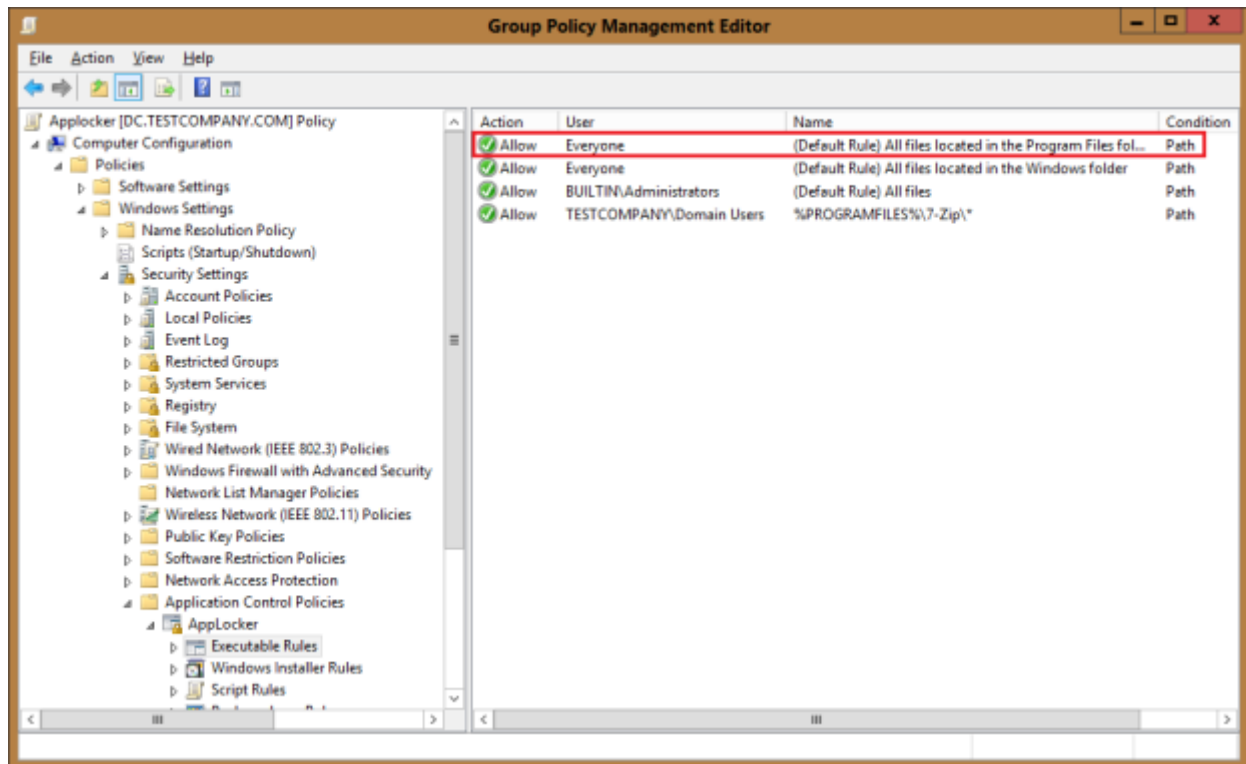 Group Policy Management Editor
File Action View Help
Applocker [DC.TESTCOMPANY.COM] Policy
Computer Configuration
Policies
Software Settings
Windows Settings
Name Resolution Policy
Scripts (Startup/Shutdown)
Security Settings
Account Policies
Local Policies
Event Log
Restricted Groups
System Services
Registry
File System
Wired Network (IEEE 802.3) Policies
Windows Firewall with Advanced Security
Network List Manager Policies
Wireless Network (IEEE 802.11) Policies
Public Key Policies
Software Restriction Policies
Network Access Protection
Application Control Policies
AppLocker
Executable Rules
Windows Installer Rules
Script Rules
Action User Name Condition
Allow Everyone (Default Rule) All files located in the Program Files fol... Path
Allow Everyone (Default Rule) All files located in the Windows folder Path
Allow BUILTIN\Administrators (Default Rule) All files Path
Allow TESTCOMPANY\Domain Users %PROGRAMFILES%\7-Zip\* Path